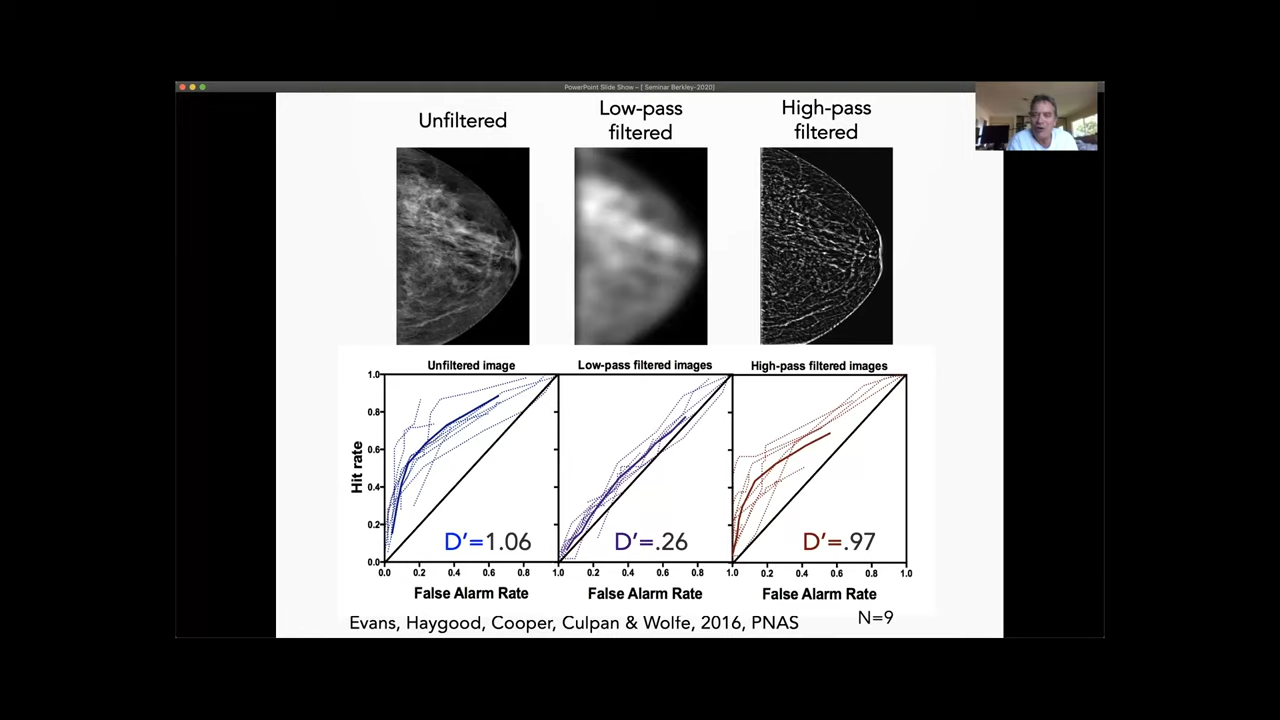 PowerPoint Slide Show - [ Seminar Berkley-2020]
Unfiltered
Low-pass
filtered
High-pass
filtered
Unfiltered image
Low-pass filtered images
High-pass filtered images
Hit rate
1.0
0.8
0.6
0.4
0.2
0.0
D’=1.06
D’=.26
D’=.97
0.0 0.2 0.4 0.6 0.8 1.0 0.2 0.4 0.6 0.8 1.0 0.2 0.4 0.6 0.8 1.0
False Alarm Rate
False Alarm Rate
False Alarm Rate
N=9
Evans, Haygood, Cooper, Culpan & Wolfe, 2016, PNAS